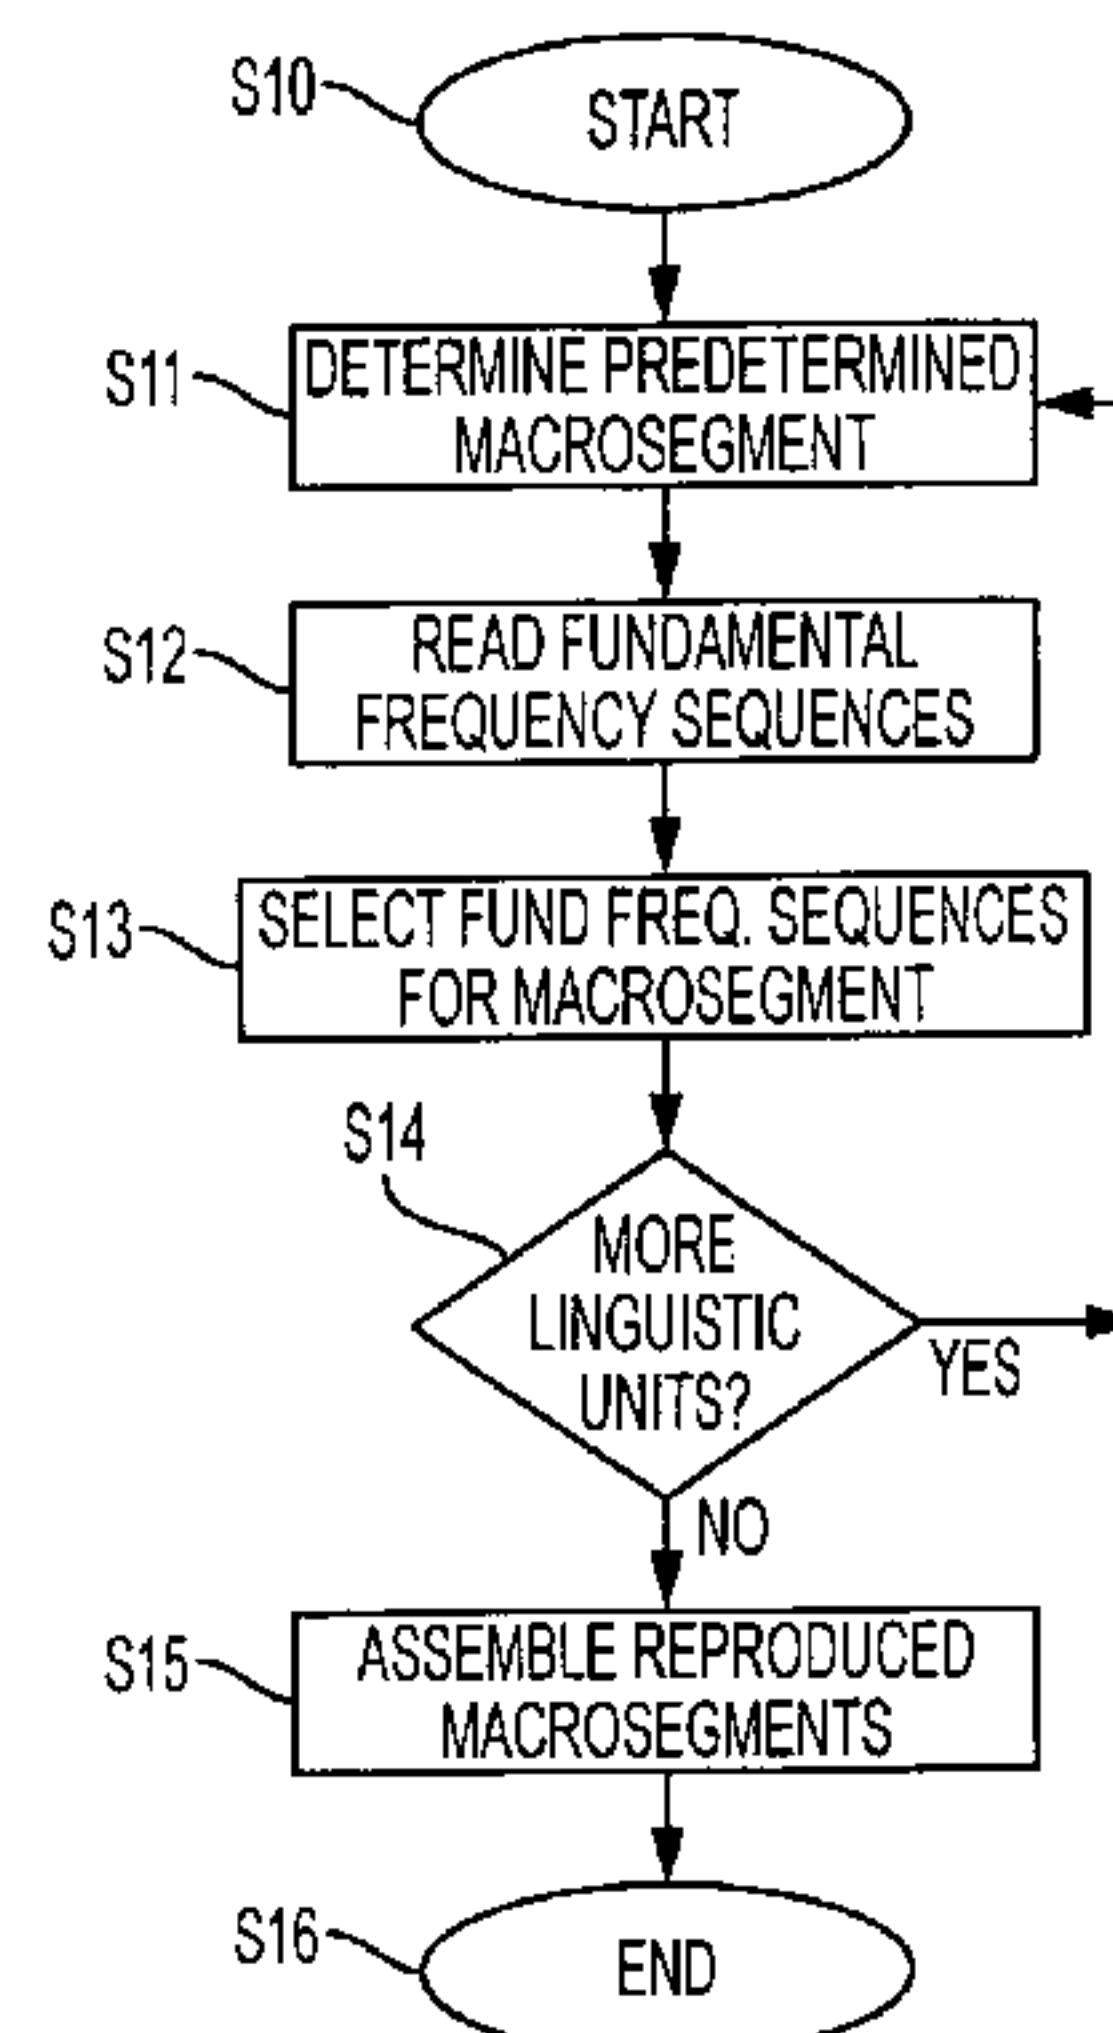 S10
START
S11
DETERMINE PREDETERMINED
MACROSEGMENT
S12
READ FUNDAMENTAL
FREQUENCY SEQUENCES
S13
SELECT FUND FREQ. SEQUENCES
FOR MACROSEGMENT
S14
MORE
LINGUISTIC
UNITS?
YES
NO
S15
ASSEMBLE REPRODUCED
MACROSEGMENTS
S16
END